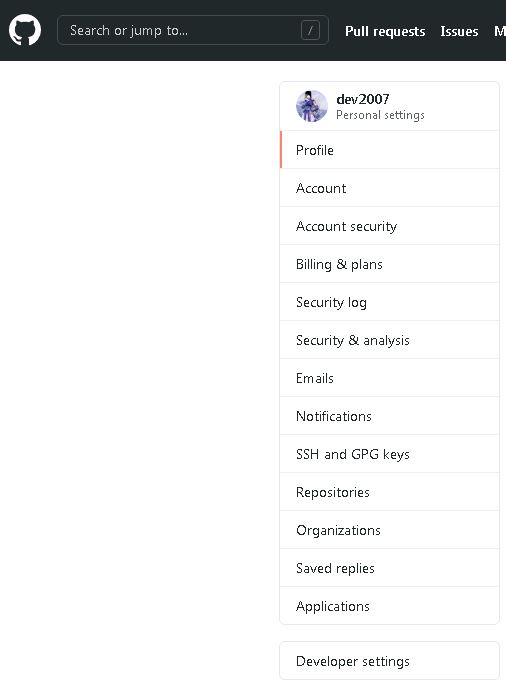 Search or jump to... /
Pull requests Issues M
dev2007
Personal settings
Profile
Account
Account security
Billing & plans
Security log
Security & analysis
Emails
Notifications
SSH and GPG keys
Repositories
Organizations
Saved replies
Applications
Developer settings